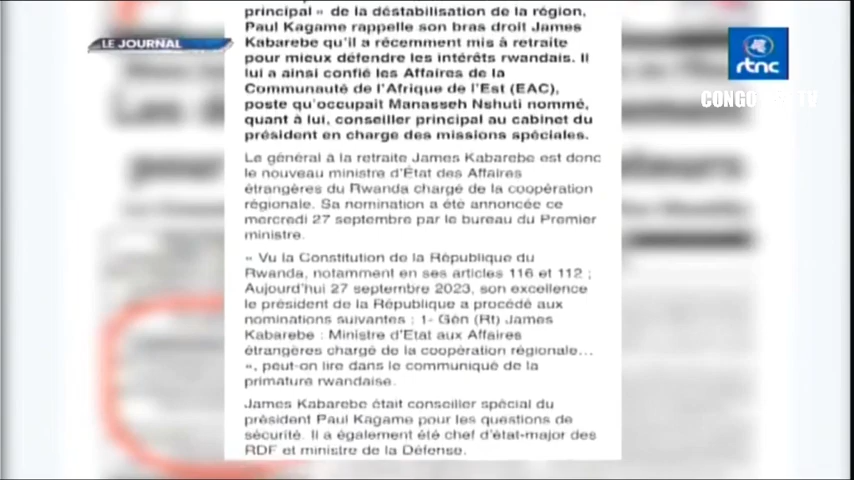 principal » de la déstabilisation de la région,
Paul Kagame rappelle son bras droit James
Kabarebe qu'il a récemment mis à retraite
pour mieux défendre les intérêts rwandais. Il
lui a ainsi confié les Affaires de la
Communauté de l'Afrique de l'Est (EAC),
poste qu'occupait Manasseh Nshuti nommé,
quant à lui, conseiller principal au cabinet du
président en charge des missions spéciales.
Le général à la retraite James Kabarebe est donc
le nouveau ministre d'État des Affaires
étrangères du Rwanda chargé de la coopération
régionale. Sa nomination a été annoncée ce
mercredi 27 septembre par le bureau du Premier
ministre.
« Vu la Constitution de la République du
Rwanda, notamment en ses articles 116 et 112 ;
Aujourd'hui 27 septembre 2023, son excellence
le président de la République a procédé aux
nominations suivantes : 1- Gén (Rt) James
Kabarebe : Ministre d'Etat aux Affaires
étrangères chargé de la coopération régionale...
», peut-on lire dans le communiqué de la
primature rwandaise.
James Kabarebe était conseiller spécial du
président Paul Kagame pour les questions de
sécurité. Il a également été chef d'état-major des
RDF et ministre de la Défense.
LE JOURNAL
rtnc